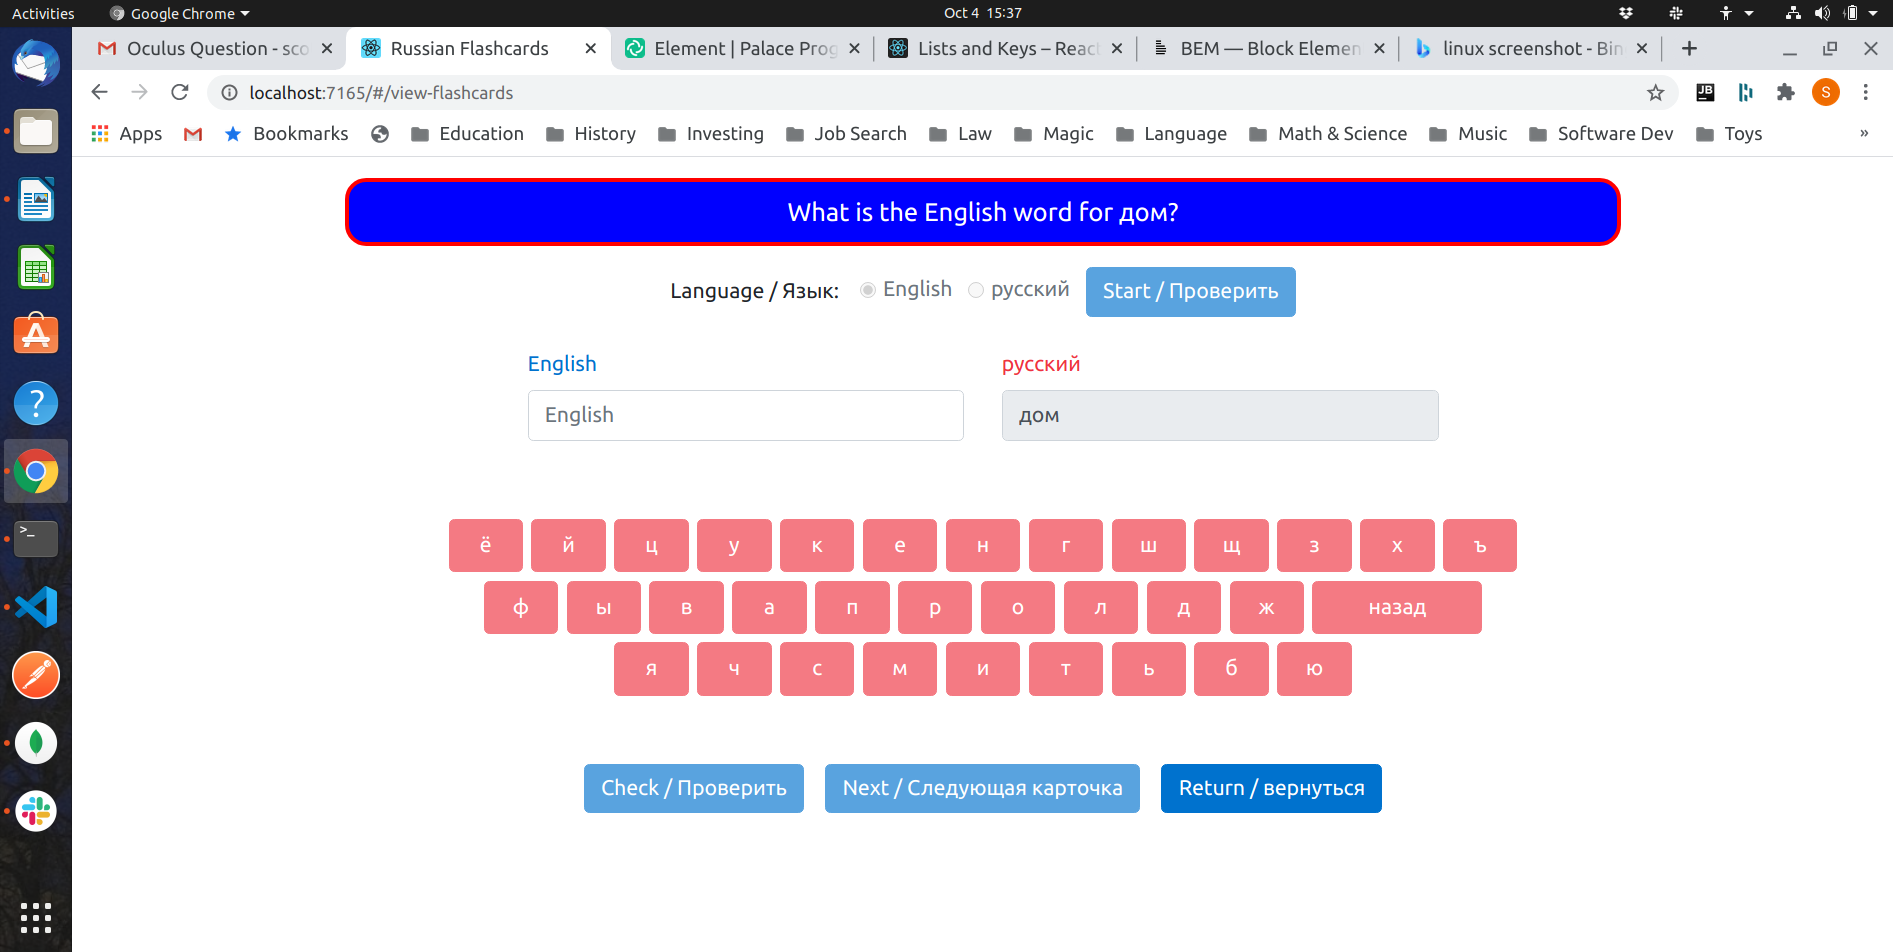 Activities Google Chrome Oct 4 15:37
Oculus Question - sco Russian Flashcards Element | Palace Prog Lists and Keys – Reac BEM — Block Elemen linux screenshot - Bin
localhost:7165/#/view-flashcards JB S
Apps Bookmarks Education History Investing Job Search Law Magic Language Math & Science Music Software Dev Toys »
What is the English word for дом?
Language / Язык: English русский Start / Проверить
English русский
English дом
ё й ц у к е н г ш щ з х ъ
ф ы в а п р о л д ж назад
я ч с м и т ь б ю
Check / Проверить Next / Следующая карточка Return / вернуться